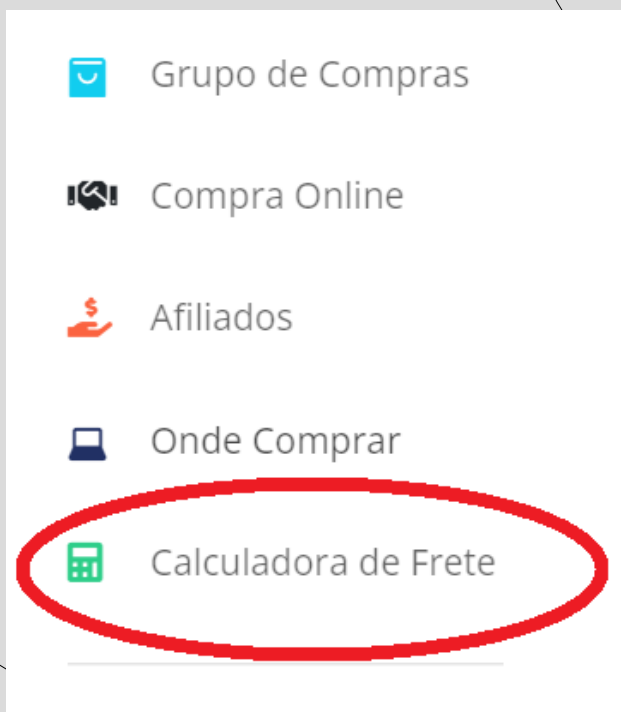 Grupo de Compras
Compra Online
Afiliados
Onde Comprar
Calculadora de Frete